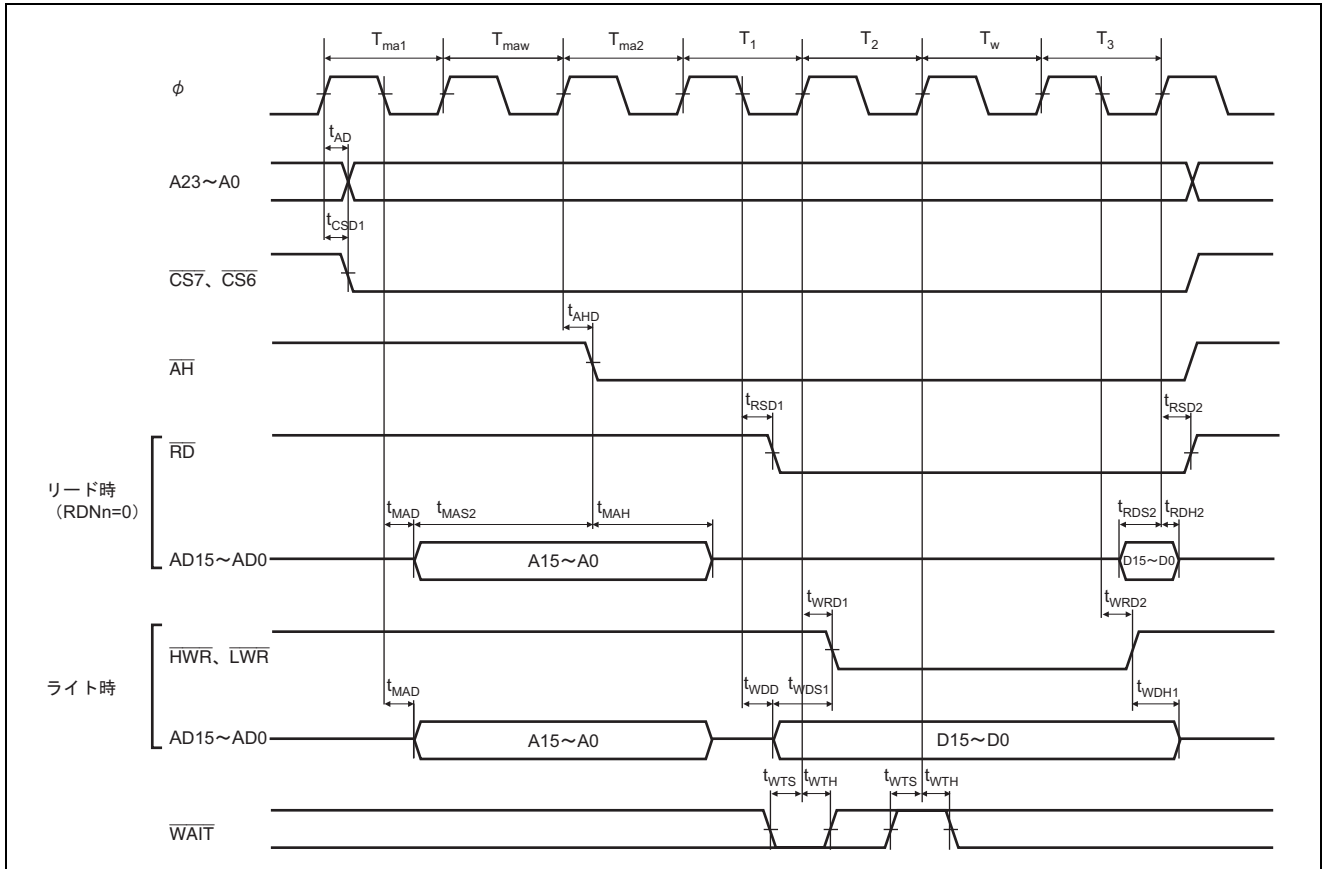 Tma1 Tmaw Tma2 T1 T2 Tw T3
φ
tAD
A23～A0
tCSD1
CS7、CS6
tAHD
AH
tRSD1 tRSD2
RD
リード時
（RDNn=0）
tMAD tMAS2 tMAH tRDS2 tRDH2
AD15～AD0 A15～A0 D15～D0
tWRD1 tWRD2
HWR、LWR
ライト時
tMAD tWDD tWDS1 tWDH1
AD15～AD0 A15～A0 D15～D0
tWTS tWTH tWTS tWTH
WAIT